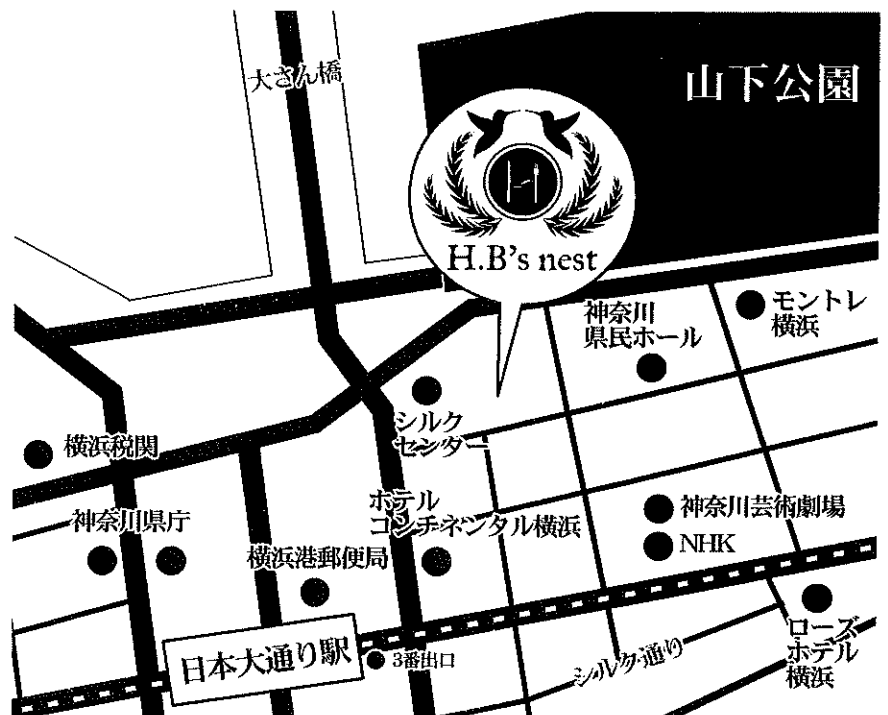 大さん橋
山下公園
H.B's nest
神奈川
県民ホール
モントレ
横浜
シルク
センター
横浜税関
ホテル
コンチネンタル横浜
神奈川芸術劇場
NHK
神奈川県庁
横浜港郵便局
日本大通り駅
3番出口
シルク通り
ローズ
ホテル
横浜